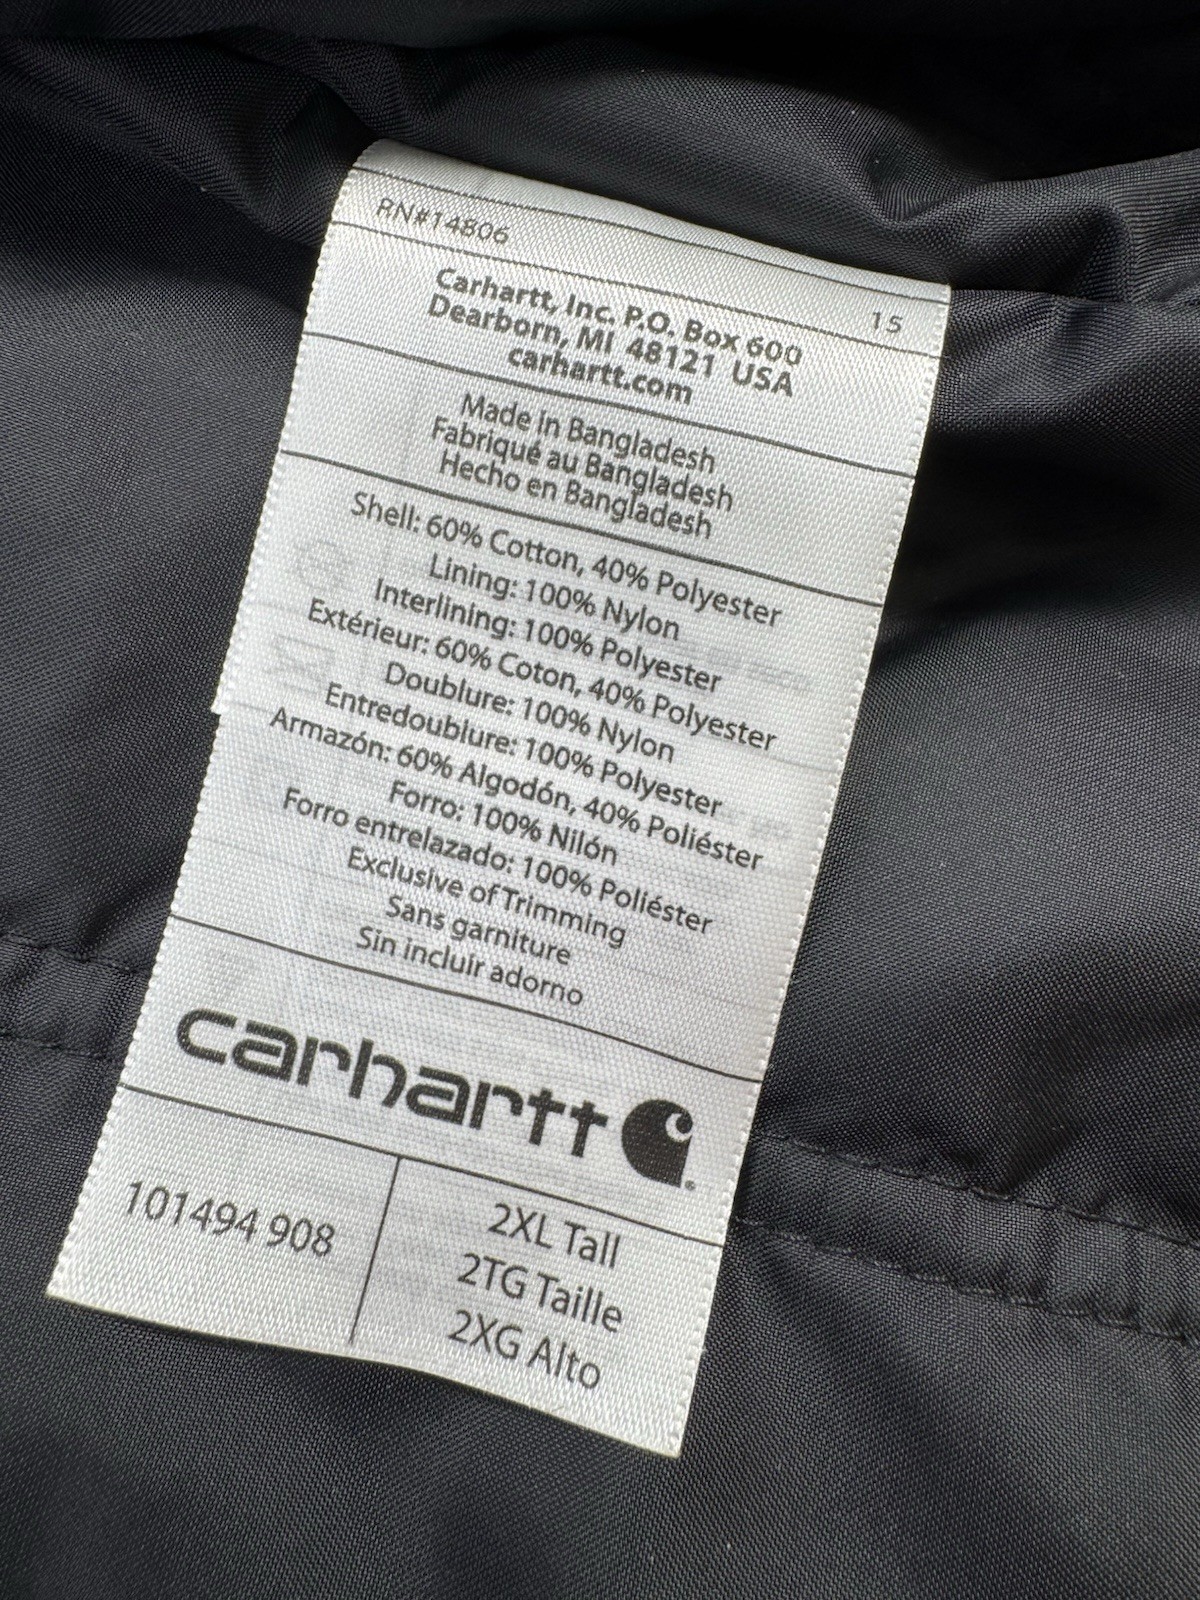 RN#14806
15
Carhartt, Inc. P.O. Box 600
Dearborn, MI 48121 USA
carhartt.com
Made in Bangladesh
Fabriqué au Bangladesh
Hecho en Bangladesh
Shell: 60% Cotton, 40% Polyester
Lining: 100% Nylon
Interlining: 100% Polyester
Extérieur: 60% Coton, 40% Polyester
Doublure: 100% Nylon
Entredoublure: 100% Polyester
Armazón: 60% Algodón, 40% Poliéster
Forro: 100% Nilón
Forro entrelazado: 100% Poliéster
Exclusive of Trimming
Sans garniture
Sin incluir adorno
carhartt
101494 908
2XL Tall
2TG Taille
2XG Alto